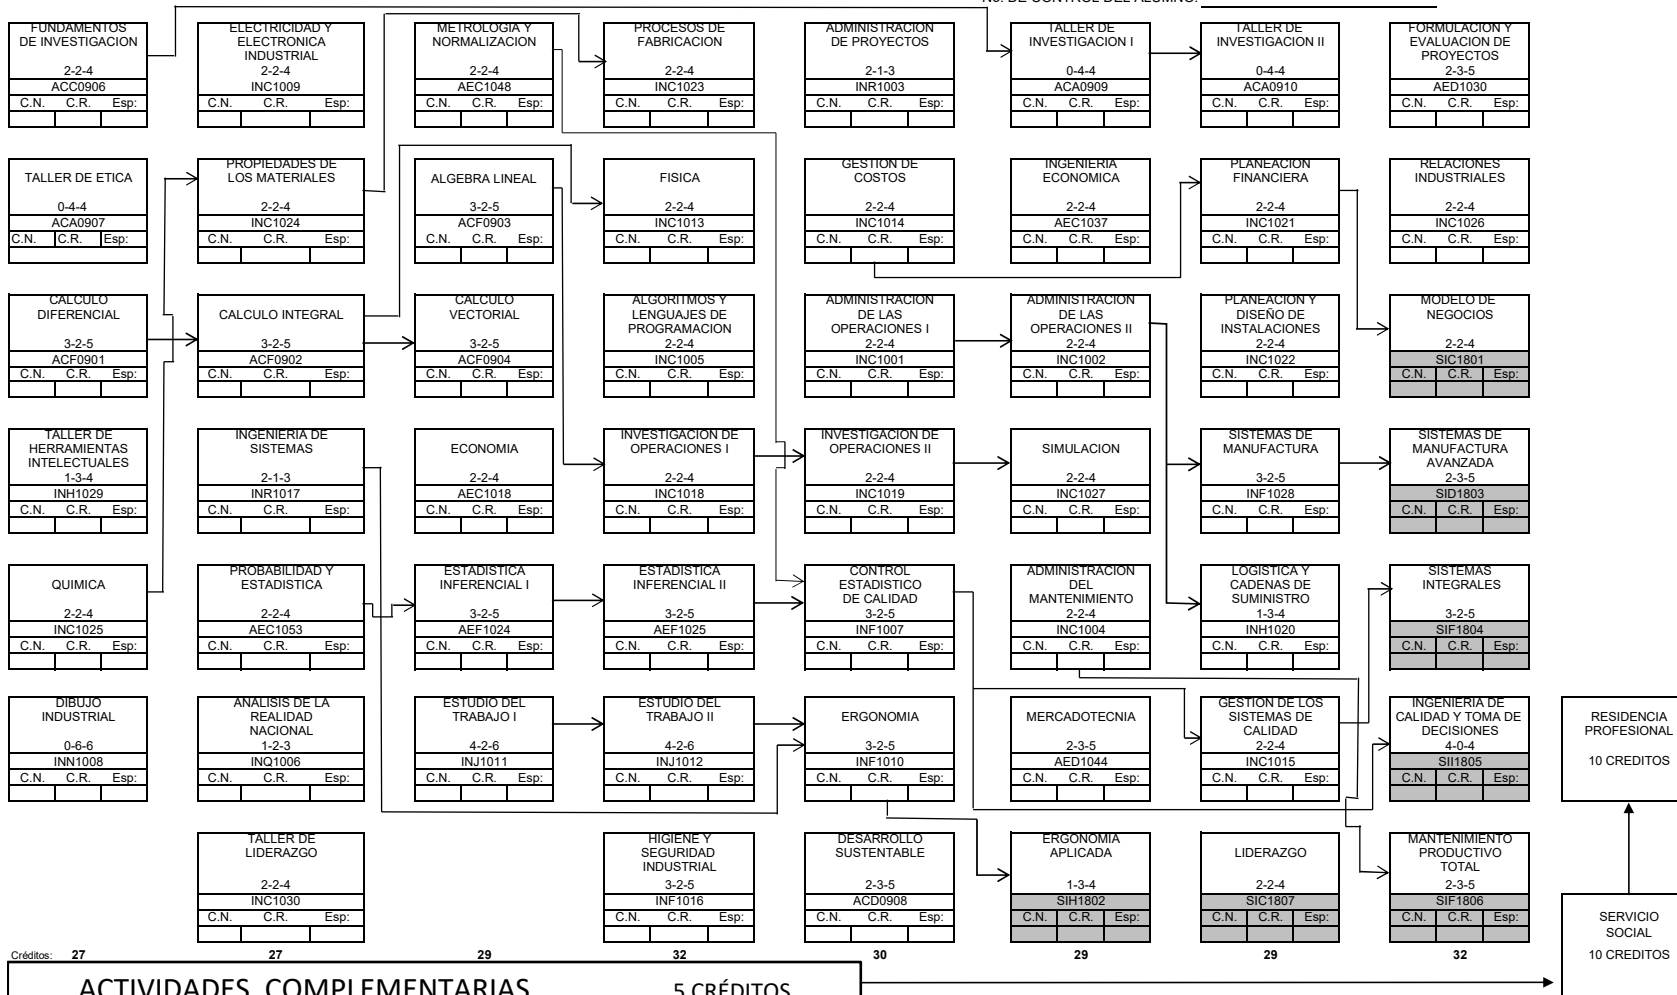 No. DE CONTROL DEL ALUMNO:
FUNDAMENTOS
DE INVESTIGACION
2-2-4
ACC0906
C.N. C.R. Esp:
ELECTRICIDAD Y
ELECTRONICA
INDUSTRIAL
2-2-4
INC1009
C.N. C.R. Esp:
METROLOGIA Y
NORMALIZACION
2-2-4
AEC1048
C.N. C.R. Esp:
PROCESOS DE
FABRICACION
2-2-4
INC1023
C.N. C.R. Esp:
ADMINISTRACION
DE PROYECTOS
2-1-3
INR1003
C.N. C.R. Esp:
TALLER DE
INVESTIGACION I
0-4-4
ACA0909
C.N. C.R. Esp:
TALLER DE
INVESTIGACION II
0-4-4
ACA0910
C.N. C.R. Esp:
FORMULACION Y
EVALUACION DE
PROYECTOS
2-3-5
AED1030
C.N. C.R. Esp:
TALLER DE ETICA
0-4-4
ACA0907
C.N. C.R. Esp:
PROPIEDADES DE
LOS MATERIALES
2-2-4
INC1024
C.N. C.R. Esp:
ALGEBRA LINEAL
3-2-5
ACF0903
C.N. C.R. Esp:
FISICA
2-2-4
INC1013
C.N. C.R. Esp:
GESTION DE
COSTOS
2-2-4
INC1014
C.N. C.R. Esp:
INGENIERIA
ECONOMICA
2-2-4
AEC1037
C.N. C.R. Esp:
PLANEACION
FINANCIERA
2-2-4
INC1021
C.N. C.R. Esp:
RELACIONES
INDUSTRIALES
2-2-4
INC1026
C.N. C.R. Esp:
CALCULO
DIFERENCIAL
3-2-5
ACF0901
C.N. C.R. Esp:
CALCULO INTEGRAL
3-2-5
ACF0902
C.N. C.R. Esp:
CALCULO
VECTORIAL
3-2-5
ACF0904
C.N. C.R. Esp:
ALGORITMOS Y
LENGUAJES DE
PROGRAMACION
2-2-4
INC1005
C.N. C.R. Esp:
ADMINISTRACION
DE LAS
OPERACIONES I
2-2-4
INC1001
C.N. C.R. Esp:
ADMINISTRACION
DE LAS
OPERACIONES II
2-2-4
INC1002
C.N. C.R. Esp:
PLANEACION Y
DISEÑO DE
INSTALACIONES
2-2-4
INC1022
C.N. C.R. Esp:
MODELO DE
NEGOCIOS
2-2-4
SIC1801
C.N. C.R. Esp:
TALLER DE
HERRAMIENTAS
INTELECTUALES
1-3-4
INH1029
C.N. C.R. Esp:
INGENIERIA DE
SISTEMAS
2-1-3
INR1017
C.N. C.R. Esp:
ECONOMIA
2-2-4
AEC1018
C.N. C.R. Esp:
INVESTIGACION DE
OPERACIONES I
2-2-4
INC1018
C.N. C.R. Esp:
INVESTIGACION DE
OPERACIONES II
2-2-4
INC1019
C.N. C.R. Esp:
SIMULACION
2-2-4
INC1027
C.N. C.R. Esp:
SISTEMAS DE
MANUFACTURA
3-2-5
INF1028
C.N. C.R. Esp:
SISTEMAS DE
MANUFACTURA
AVANZADA
2-3-5
SID1803
C.N. C.R. Esp:
QUIMICA
2-2-4
INC1025
C.N. C.R. Esp:
PROBABILIDAD Y
ESTADISTICA
2-2-4
AEC1053
C.N. C.R. Esp:
ESTADISTICA
INFERENCIAL I
3-2-5
AEF1024
C.N. C.R. Esp:
ESTADISTICA
INFERENCIAL II
3-2-5
AEF1025
C.N. C.R. Esp:
CONTROL
ESTADISTICO
DE CALIDAD
3-2-5
INF1007
C.N. C.R. Esp:
ADMINISTRACION
DEL
MANTENIMIENTO
2-2-4
INC1004
C.N. C.R. Esp:
LOGISTICA Y
CADENAS DE
SUMINISTRO
1-3-4
INH1020
C.N. C.R. Esp:
SISTEMAS
INTEGRALES
3-2-5
SIF1804
C.N. C.R. Esp:
DIBUJO
INDUSTRIAL
0-6-6
INN1008
C.N. C.R. Esp:
ANALISIS DE LA
REALIDAD
NACIONAL
1-2-3
INQ1006
C.N. C.R. Esp:
ESTUDIO DEL
TRABAJO I
4-2-6
INJ1011
C.N. C.R. Esp:
ESTUDIO DEL
TRABAJO II
4-2-6
INJ1012
C.N. C.R. Esp:
ERGONOMIA
3-2-5
INF1010
C.N. C.R. Esp:
MERCADOTECNIA
2-3-5
AED1044
C.N. C.R. Esp:
GESTION DE LOS
SISTEMAS DE
CALIDAD
2-2-4
INC1015
C.N. C.R. Esp:
INGENIERIA DE
CALIDAD Y TOMA DE
DECISIONES
4-0-4
SII1805
C.N. C.R. Esp:
RESIDENCIA
PROFESIONAL
10 CREDITOS
TALLER DE
LIDERAZGO
2-2-4
INC1030
C.N. C.R. Esp:
HIGIENE Y
SEGURIDAD
INDUSTRIAL
3-2-5
INF1016
C.N. C.R. Esp:
DESARROLLO
SUSTENTABLE
2-3-5
ACD0908
C.N. C.R. Esp:
ERGONOMIA
APLICADA
1-3-4
SIH1802
C.N. C.R. Esp:
LIDERAZGO
2-2-4
SIC1807
C.N. C.R. Esp:
MANTENIMIENTO
PRODUCTIVO
TOTAL
2-3-5
SIF1806
C.N. C.R. Esp:
SERVICIO
SOCIAL
10 CREDITOS
Créditos: 27 27 29 32 30 29 29 32
ACTIVIDADES COMPLEMENTARIAS 5 CRÉDITOS